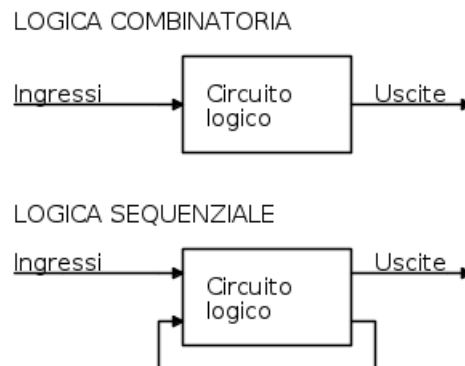 LOGICA COMBINATORIA
Ingressi
Circuito
logico
Uscite
LOGICA SEQUENZIALE
Ingressi
Circuito
logico
Uscite